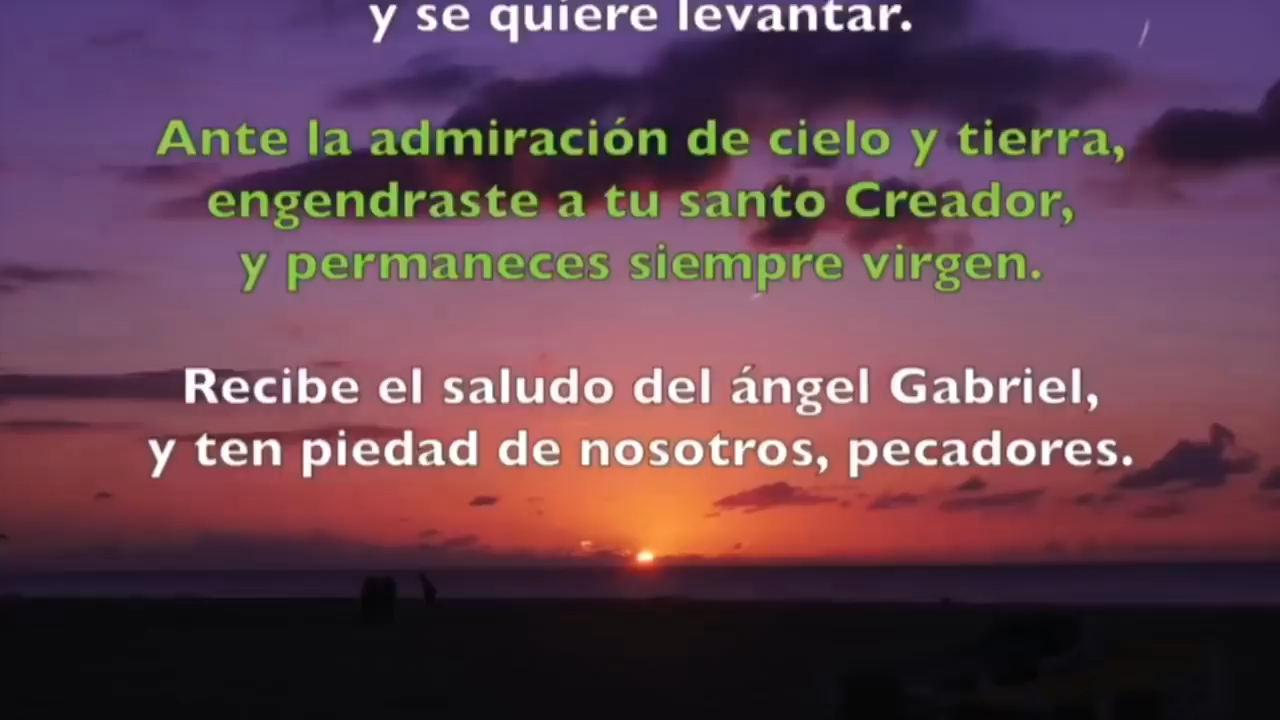 y se quiere levantar.
Ante la admiración de cielo y tierra,
engendraste a tu santo Creador,
y permaneces siempre virgen.
Recibe el saludo del ángel Gabriel,
y ten piedad de nosotros, pecadores.